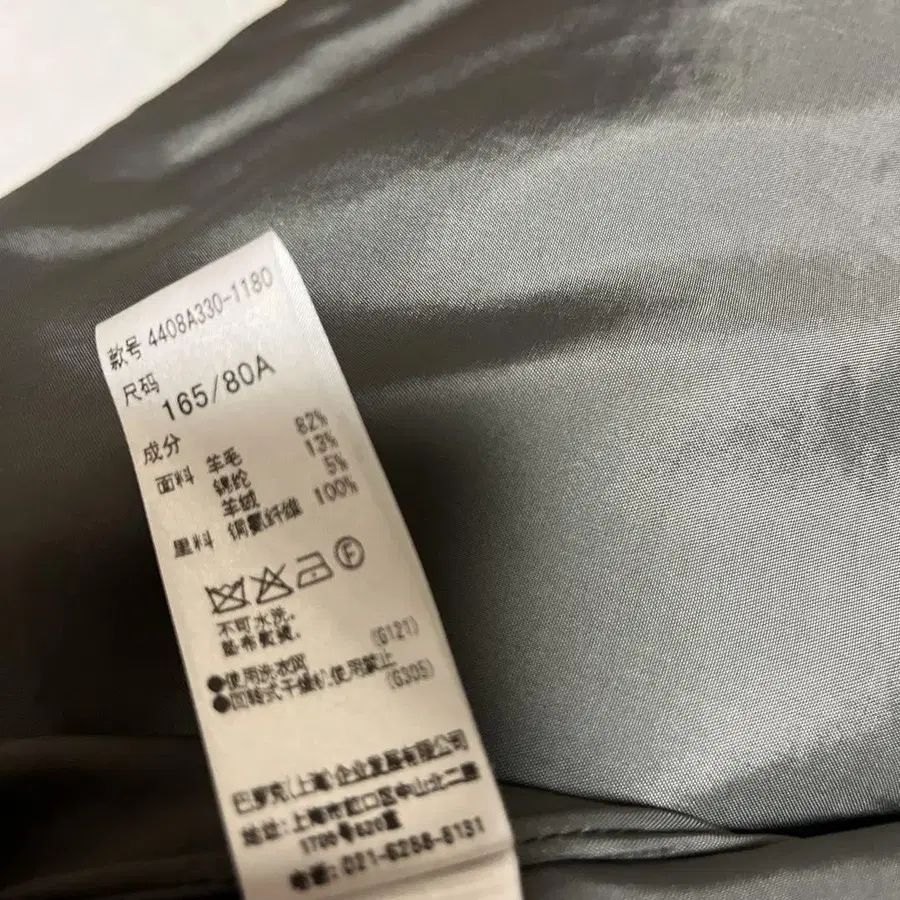 款号 4408A330-1180
尺码 165/80A
成分
面料 羊毛 82%
锦纶 13%
羊绒 5%
里料 铜氨纤维 100%
F
不可水洗。
垫布熨烫。
(G121)
●使用洗衣网
●回转式干燥机使用禁止
(G305)
巴罗克(上海)企业发展有限公司
地址:上海市虹口区中山北二路
1700号620室
电话:021-6258-8131